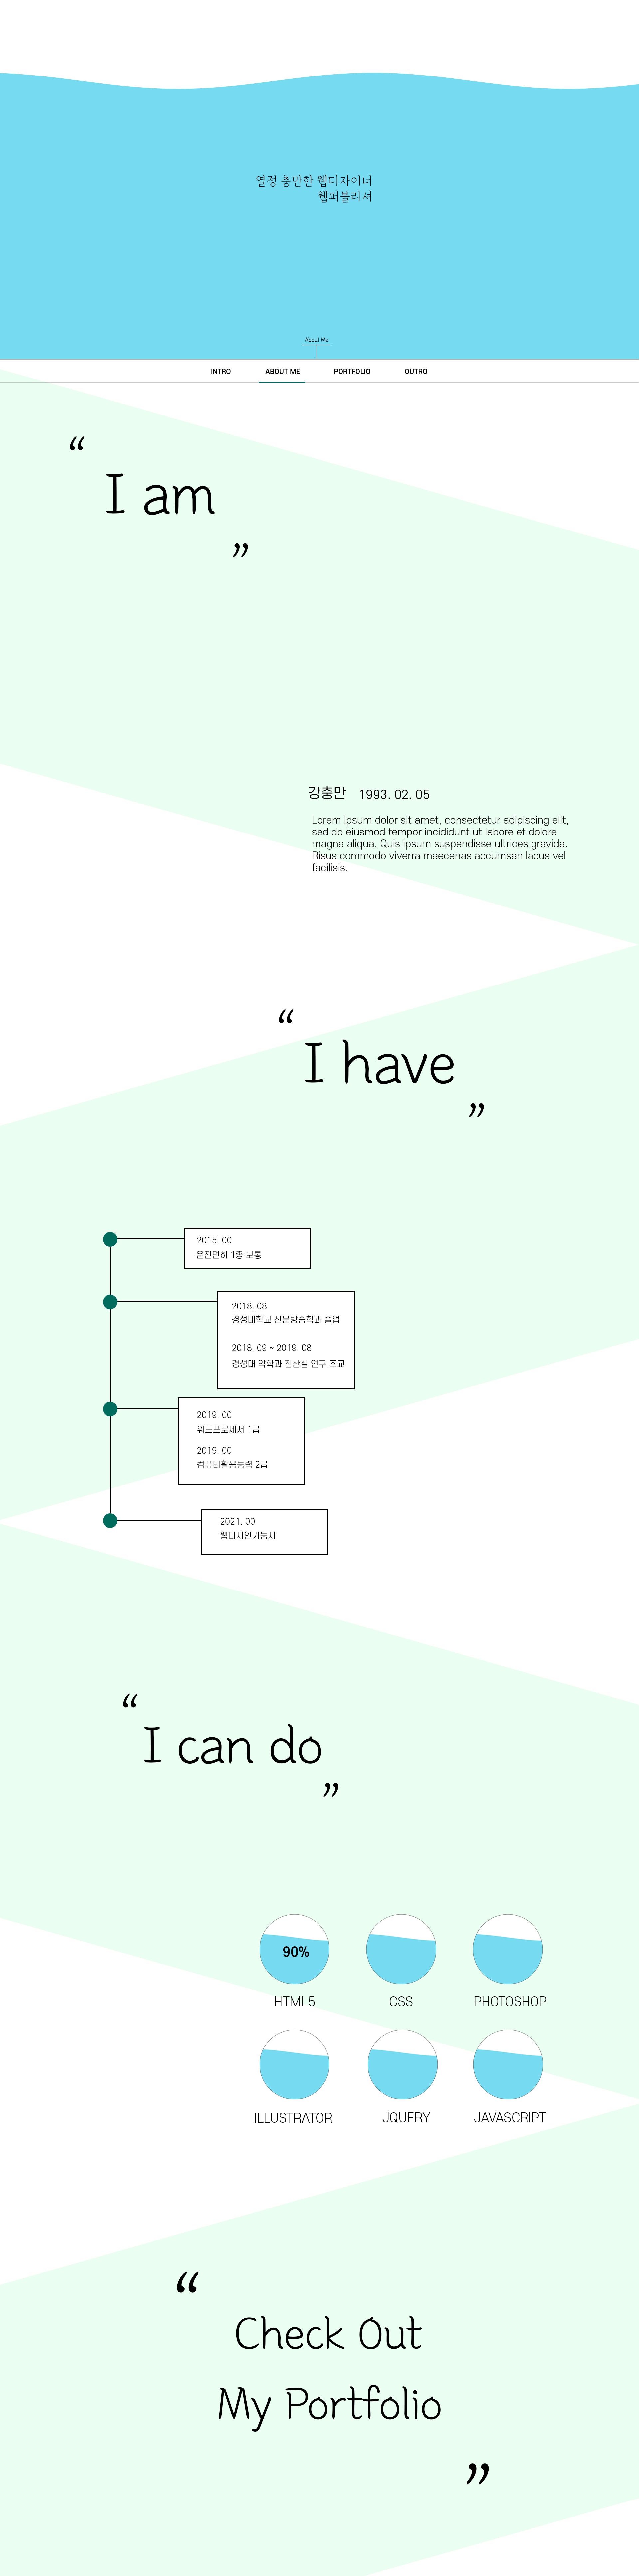 열정 충만한 웹디자이너
웹퍼블리셔
About Me
INTRO ABOUT ME PORTFOLIO OUTRO
“
I am
”
강충만 1993. 02. 05
Lorem ipsum dolor sit amet, consectetur adipiscing elit,
sed do eiusmod tempor incididunt ut labore et dolore
magna aliqua. Quis ipsum suspendisse ultrices gravida.
Risus commodo viverra maecenas accumsan lacus vel
facilisis.
“
I have
”
2015. 00
운전면허 1종 보통
2018. 08
경성대학교 신문방송학과 졸업
2018. 09 ~ 2019. 08
경성대 약학과 전산실 연구 조교
2019. 00
워드프로세서 1급
2019. 00
컴퓨터활용능력 2급
2021. 00
웹디자인기능사
“
I can do
”
90%
HTML5 CSS PHOTOSHOP
ILLUSTRATOR JQUERY JAVASCRIPT
“
Check Out
My Portfolio
”